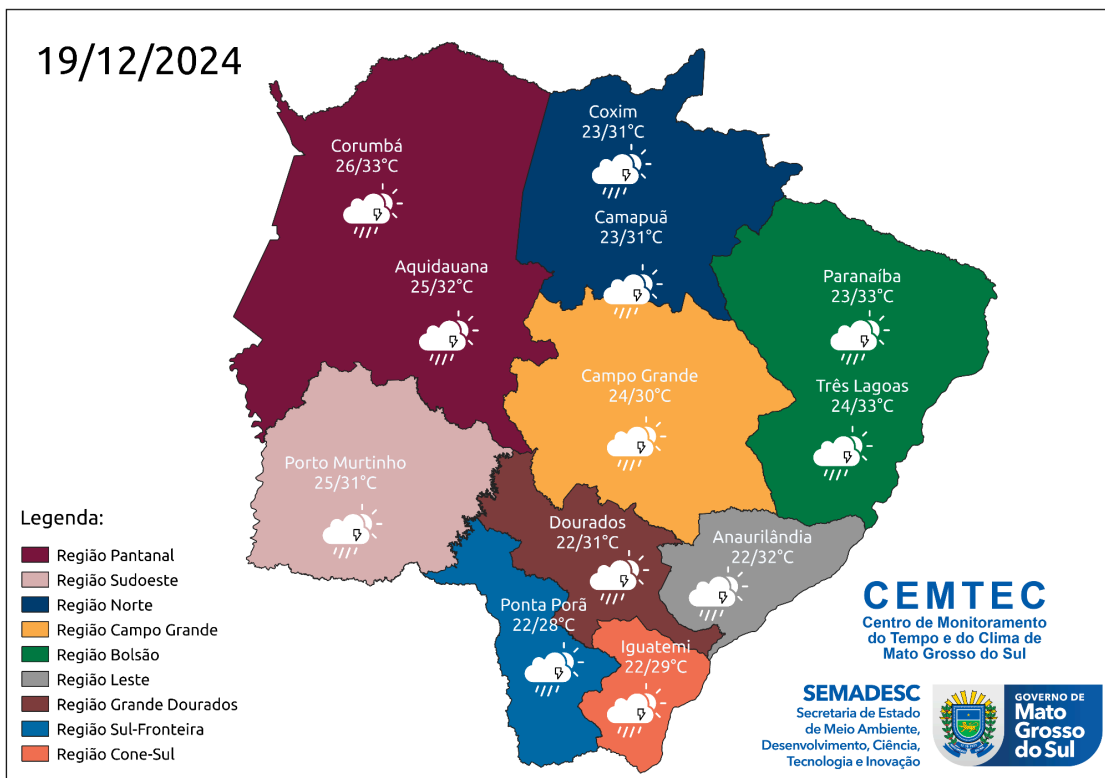 19/12/2024
Coxim
23/31°C
Corumbá
26/33°C
Camapuã
23/31°C
Aquidauana
25/32°C
Paranaíba
23/33°C
Campo Grande
24/30°C
Três Lagoas
24/33°C
Porto Murtinho
25/31°C
Dourados
22/31°C
Anaurilândia
22/32°C
Ponta Porã
22/28°C
Iguatemi
22/29°C
Legenda:
Região Pantanal
Região Sudoeste
Região Norte
Região Campo Grande
Região Bolsão
Região Leste
Região Grande Dourados
Região Sul-Fronteira
Região Cone-Sul
CEMTEC
Centro de Monitoramento
do Tempo e do Clima de
Mato Grosso do Sul
SEMADESC
Secretaria de Estado
de Meio Ambiente,
Desenvolvimento, Ciência,
Tecnologia e Inovação
GOVERNO DE
Mato
Grosso
do Sul